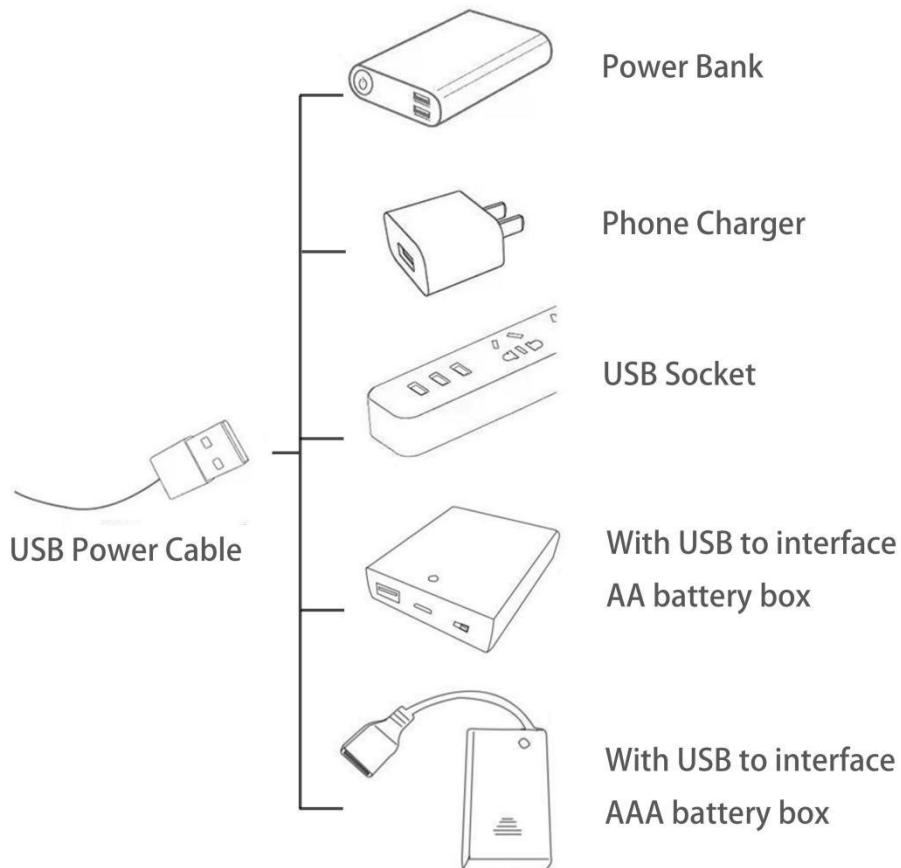 Power Bank
Phone Charger
USB Socket
USB Power Cable
With USB to interface
AA battery box
With USB to interface
AAA battery box